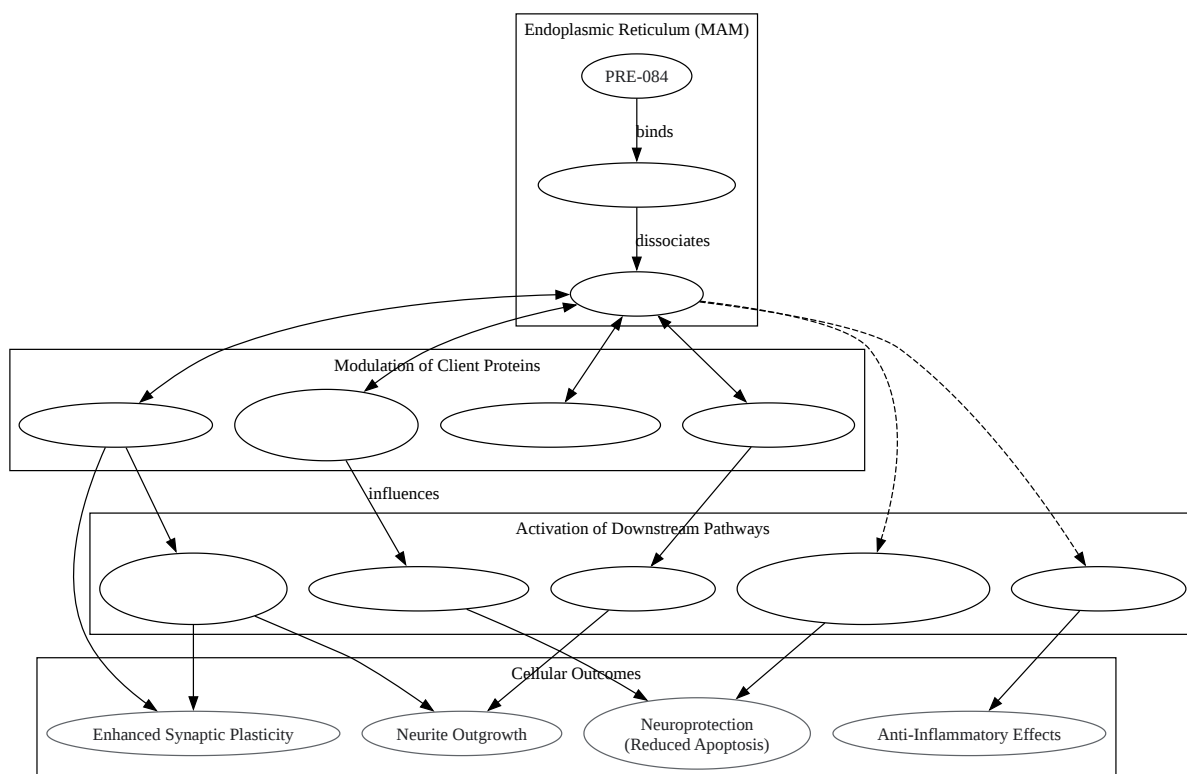 Endoplasmic Reticulum (MAM)
PRE-084
binds
dissociates
Modulation of Client Proteins
influences
Activation of Downstream Pathways
Cellular Outcomes
Enhanced Synaptic Plasticity
Neurite Outgrowth
Neuroprotection
(Reduced Apoptosis)
Anti-Inflammatory Effects